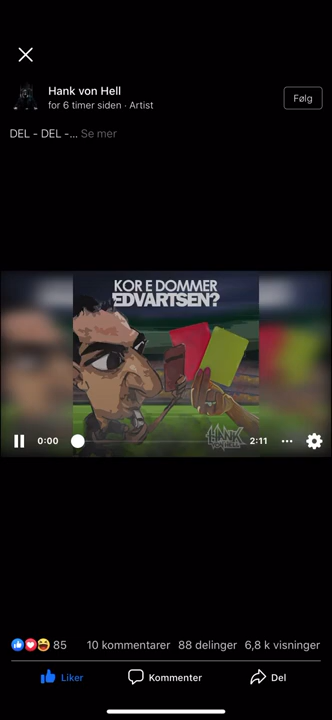 Hank von Hell
for 6 timer siden · Artist
Følg
DEL - DEL -... Se mer
KOR E DOMMER
EDVARTSEN?
HANK
0:00
2:11
85
10 kommentarer 88 delinger 6,8 k visninger
Liker
Kommenter
Del